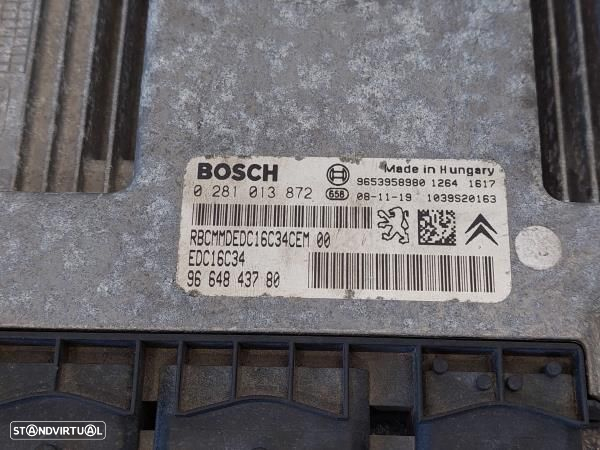 BOSCH
Made in Hungary
9653958980 1264 1617
0 281 013 872
656 08-11-19 1039S20163
RBCMMDEDC16C34CEM 00
EDC16C34
96 648 437 80
STANDVIRTUAL